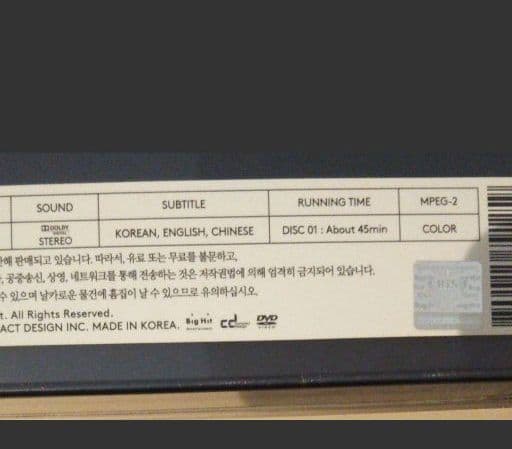 SOUND SUBTITLE RUNNING TIME MPEG-2
DOLBY DIGITAL STEREO KOREAN, ENGLISH, CHINESE DISC 01 : About 45min COLOR
해 판매되고 있습니다. 따라서, 유료 또는 무료를 불문하고,
공중송신, 상영, 네트워크를 통해 전송하는 것은 저작권법에 의해 엄격히 금지되어 있습니다.
수 있으며 날카로운 물건에 흠집이 날 수 있으므로 유의하십시오.
t. All Rights Reserved.
ACT DESIGN INC. MADE IN KOREA. Big Hit Entertainment cd DVD VIDEO